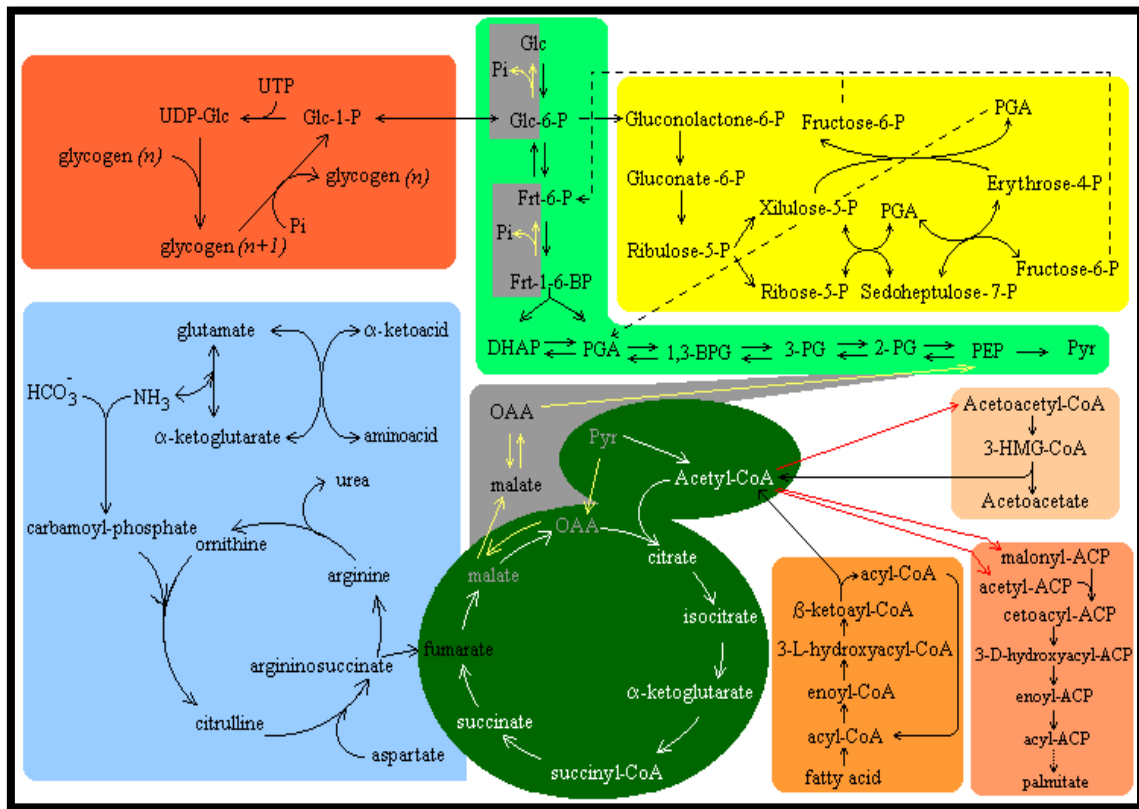 UTP
UDP-Glc
Glc-1-P
glycogen (n)
glycogen (n)
Pi
glycogen (n+1)
Glc
Pi
Glc-6-P
Frt-6-P
Pi
Frt-1-6-BP
DHAP
PGA
1,3-BPG
3-PG
2-PG
PEP
Pyr
Gluconolactone-6-P
Fructose-6-P
PGA
Gluconate-6-P
Erythrose-4-P
Xilulose-5-P
PGA
Ribulose-5-P
Fructose-6-P
Ribose-5-P
Sedoheptulose-7-P
glutamate
α-ketoacid
HCO3-
NH3
α-ketoglutarate
aminoacid
urea
carbamoyl-phosphate
ornithine
arginine
argininosuccinate
citrulline
aspartate
OAA
malate
Pyr
Acetyl-CoA
OAA
citrate
malate
isocitrate
fumarate
α-ketoglutarate
succinate
succinyl-CoA
Acetoacetyl-CoA
3-HMG-CoA
Acetoacetate
acyl-CoA
ß-ketoayl-CoA
3-L-hydroxyacyl-CoA
enoyl-CoA
acyl-CoA
fatty acid
malonyl-ACP
acetyl-ACP
cetoacyl-ACP
3-D-hydroxyacyl-ACP
enoyl-ACP
acyl-ACP
palmitate